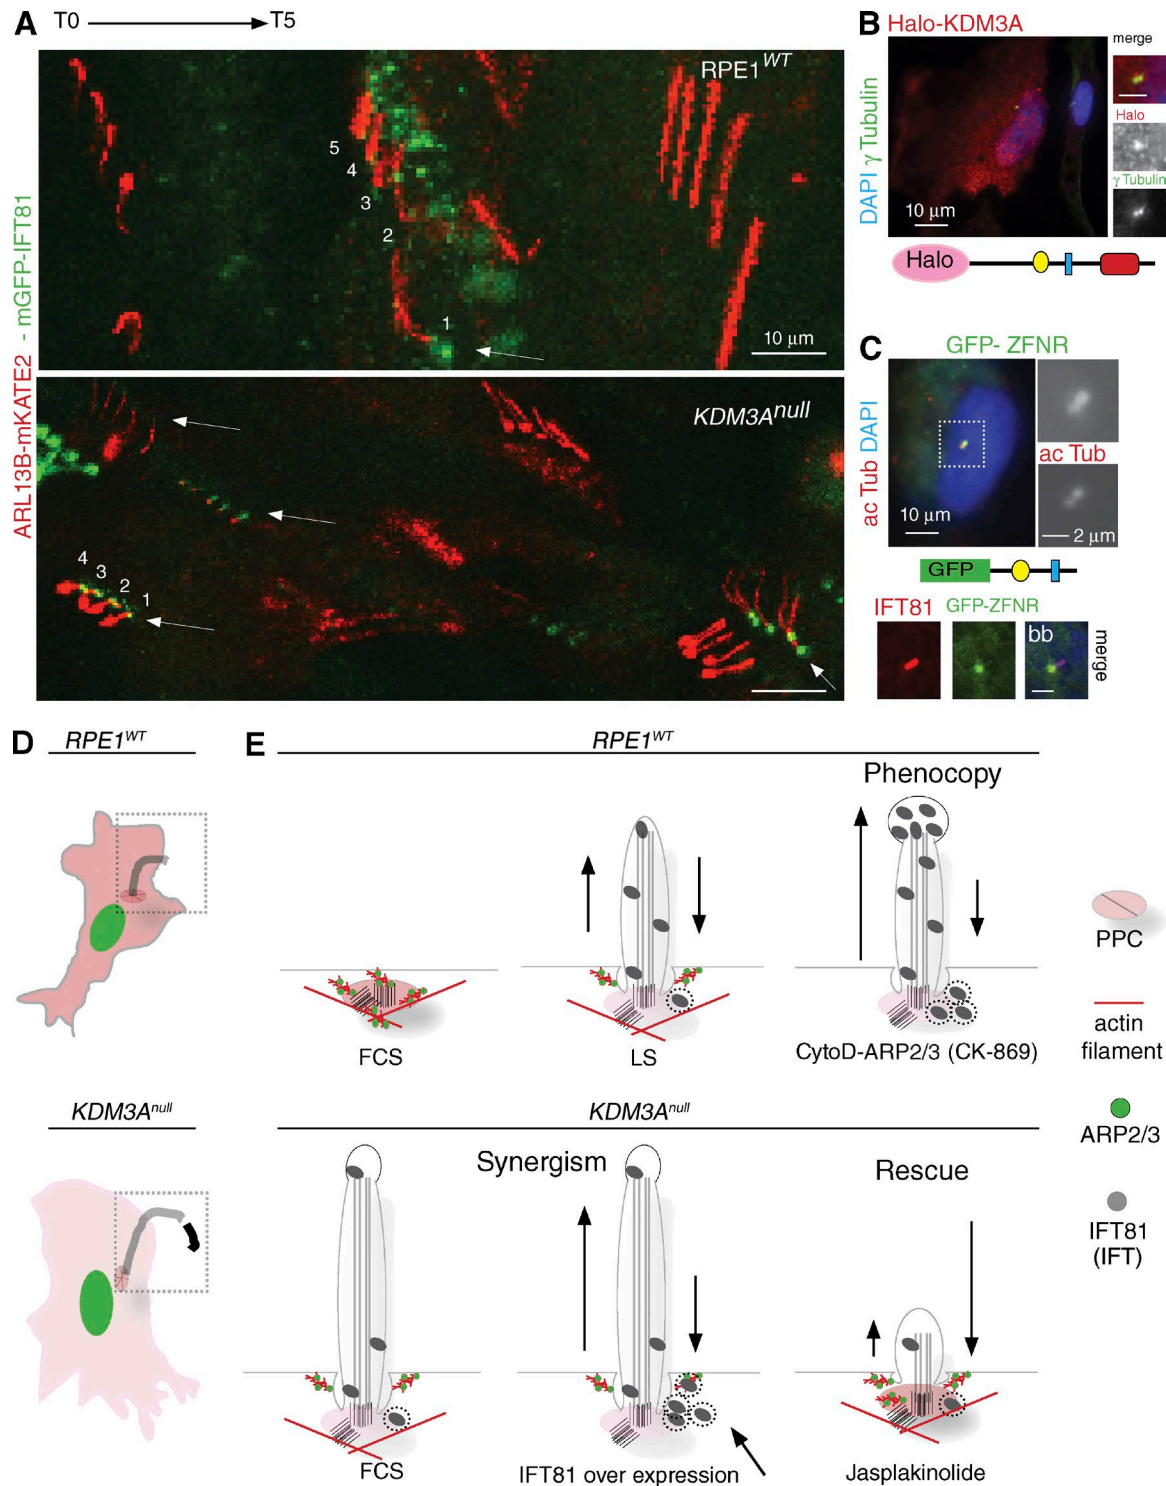 A
T0 T5
ARL13B-mKATE2 - mGFP-IFT81
RPE1WT
5
4
3
2
1
10 µm
KDM3Anull
4
3
2
1
B
Halo-KDM3A
DAPI γ Tubulin
merge
Halo
γ Tubulin
10 µm
Halo
C
GFP- ZFNR
ac Tub DAPI
ac Tub
10 µm
2 µm
GFP
IFT81
GFP-ZFNR
bb
merge
D
RPE1WT
KDM3Anull
E
RPE1WT
Phenocopy
FCS
LS
CytoD-ARP2/3 (CK-869)
KDM3Anull
Synergism
Rescue
FCS
IFT81 over expression
Jasplakinolide
PPC
actin
filament
ARP2/3
IFT81
(IFT)